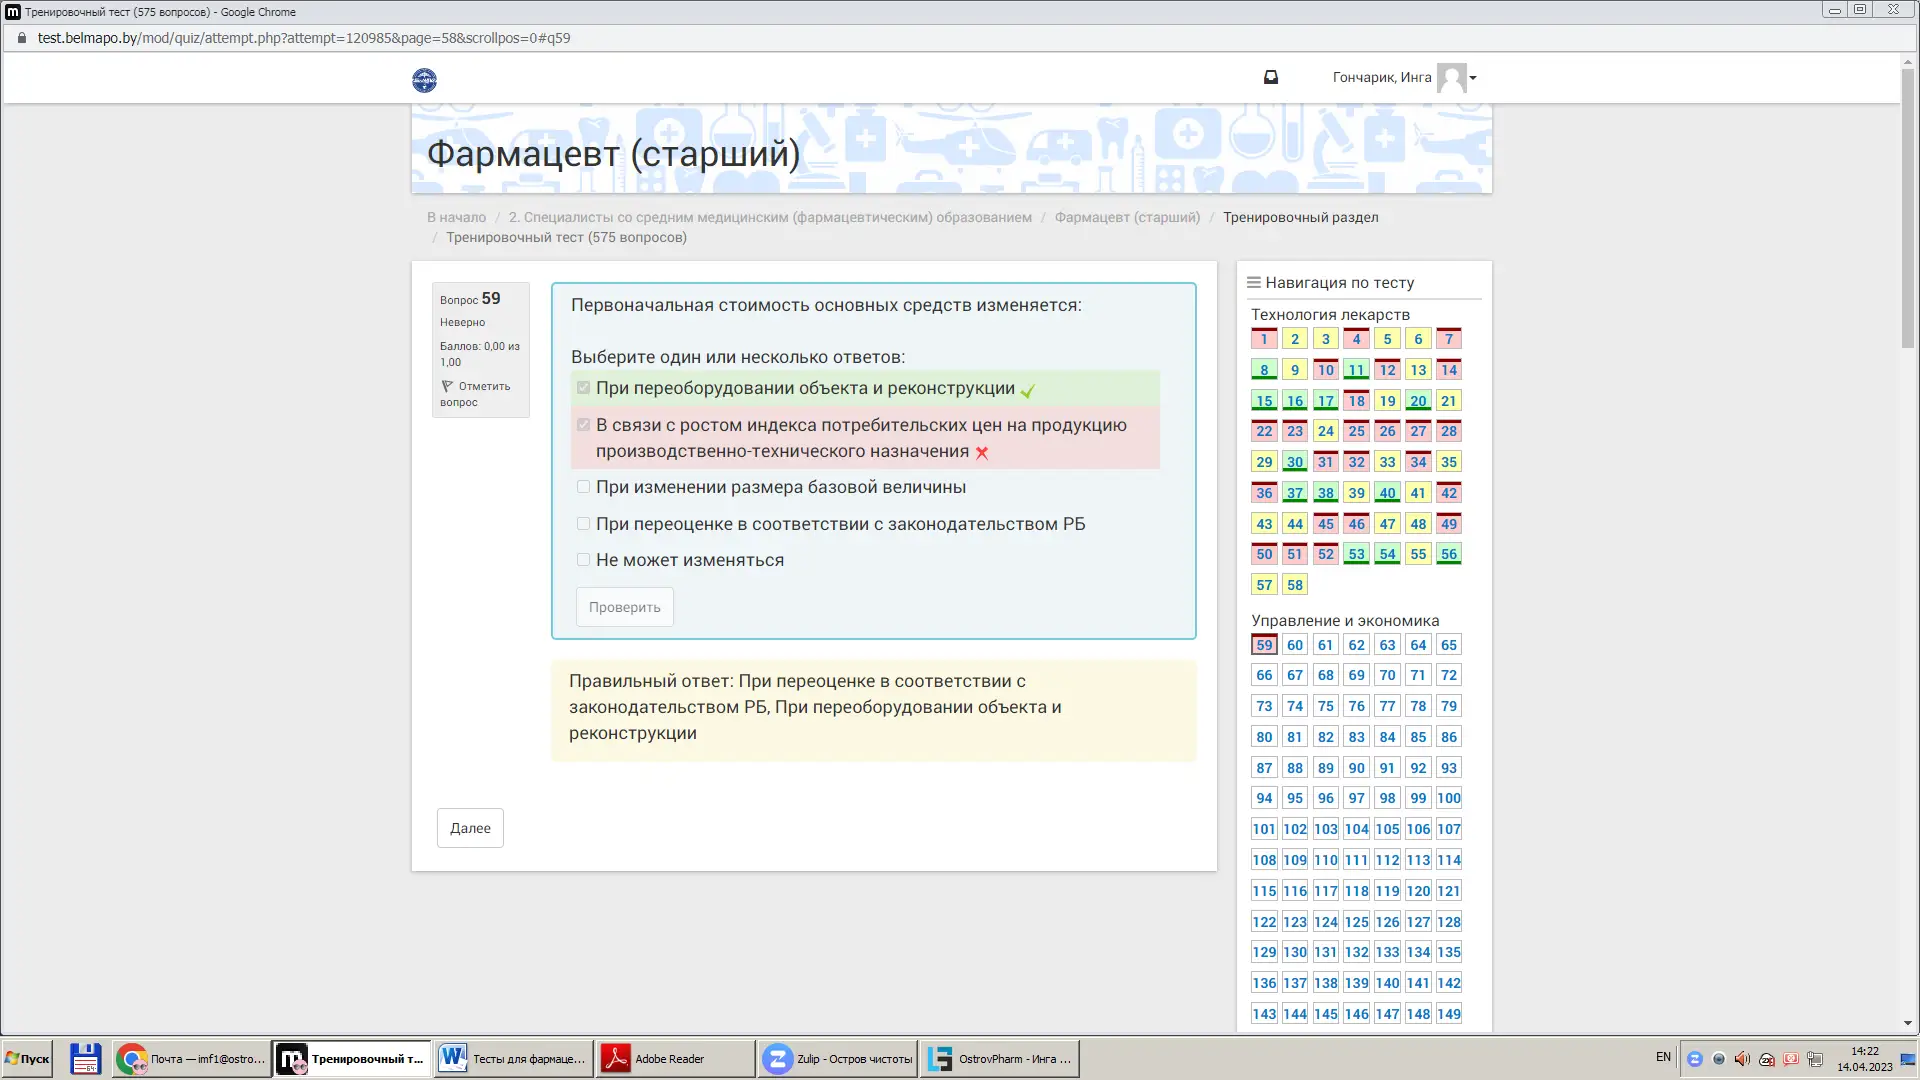 Тренировочный тест (575 вопросов) - Google Chrome
test.belmapo.by/mod/quiz/attempt.php?attempt=120985&page=58&scrollpos=0#q59
Гончарик, Инга
Фармацевт (старший)
В начало / 2. Специалисты со средним медицинским (фармацевтическим) образованием / Фармацевт (старший) / Тренировочный раздел
/ Тренировочный тест (575 вопросов)
Вопрос 59
Неверно
Баллов: 0,00 из
1,00
Отметить
вопрос
Первоначальная стоимость основных средств изменяется:
Выберите один или несколько ответов:
При переоборудовании объекта и реконструкции
В связи с ростом индекса потребительских цен на продукцию
производственно-технического назначения
При изменении размера базовой величины
При переоценке в соответствии с законодательством РБ
Не может изменяться
Проверить
Правильный ответ: При переоценке в соответствии с
законодательством РБ, При переоборудовании объекта и
реконструкции
Далее
Навигация по тесту
Технология лекарств
1 2 3 4 5 6 7
8 9 10 11 12 13 14
15 16 17 18 19 20 21
22 23 24 25 26 27 28
29 30 31 32 33 34 35
36 37 38 39 40 41 42
43 44 45 46 47 48 49
50 51 52 53 54 55 56
57 58
Управление и экономика
59 60 61 62 63 64 65
66 67 68 69 70 71 72
73 74 75 76 77 78 79
80 81 82 83 84 85 86
87 88 89 90 91 92 93
94 95 96 97 98 99 100
101 102 103 104 105 106 107
108 109 110 111 112 113 114
115 116 117 118 119 120 121
122 123 124 125 126 127 128
129 130 131 132 133 134 135
136 137 138 139 140 141 142
143 144 145 146 147 148 149
Пуск
Почта — imf1@ostro...
Тренировочный т...
Тесты для фармаце...
Adobe Reader
Zulip - Остров чистоты
OstrovPharm - Инга ...
EN
14:22
14.04.2023